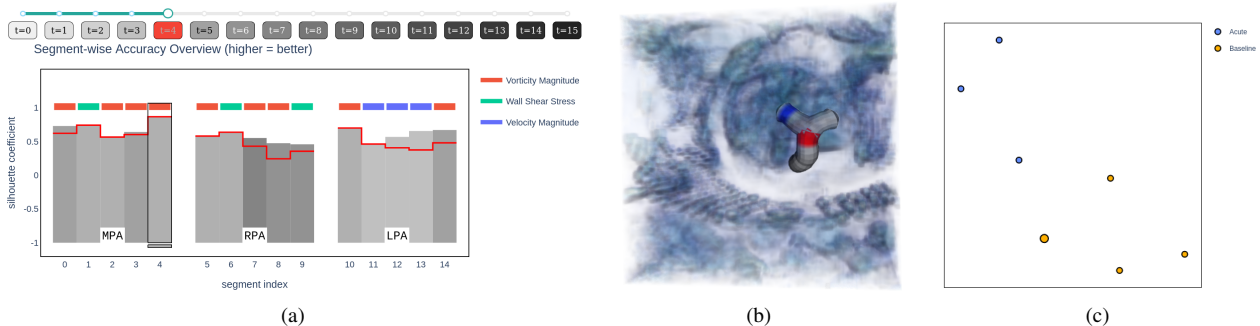 t=0 t=1 t=2 t=3 t=4 t=5 t=6 t=7 t=8 t=9 t=10 t=11 t=12 t=13 t=14 t=15
Segment-wise Accuracy Overview (higher = better)
silhouette coefficient
1
0.5
0
-0.5
-1
MPA RPA LPA
0 1 2 3 4 5 6 7 8 9 10 11 12 13 14
segment index
Vorticity Magnitude
Wall Shear Stress
Velocity Magnitude
Acute
Baseline
(a) (b) (c)